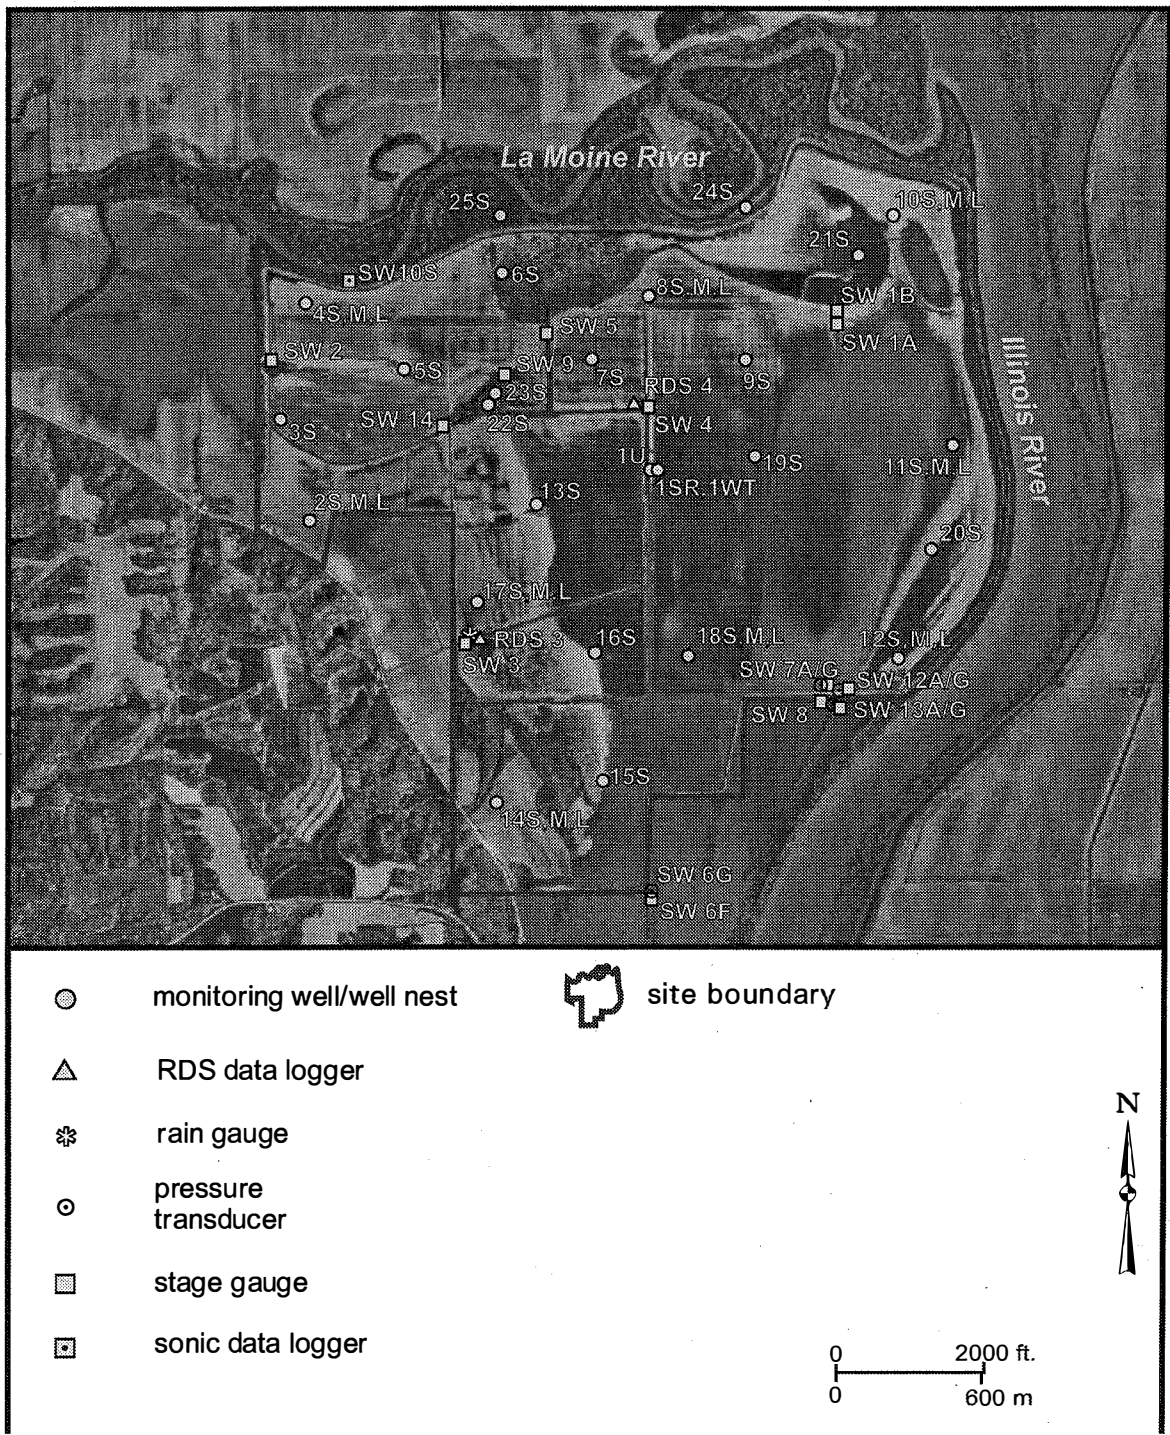 La Moine River
24S
25S
10S,M,L
21S
SW10S
6S
8S,M,L
SW 1B
4S,M,L
SW 5
SW 1A
SW 2
5S
SW 9
7S
9S
RDS 4
23S
22S
SW 14
SW 4
3S
Illinois River
1U
19S
11S,M,L
1SR,1WT
13S
2S,M,L
20S
17S,M,L
RDS 3
16S
18S,M,L
12S,M,L
SW 3
SW 7A/G
SW 12A/G
SW 8
SW 13A/G
15S
14S,M,L
SW 6G
SW 6F
monitoring well/well nest
site boundary
RDS data logger
rain gauge
pressure
transducer
stage gauge
sonic data logger
N
0 2000 ft.
0 600 m